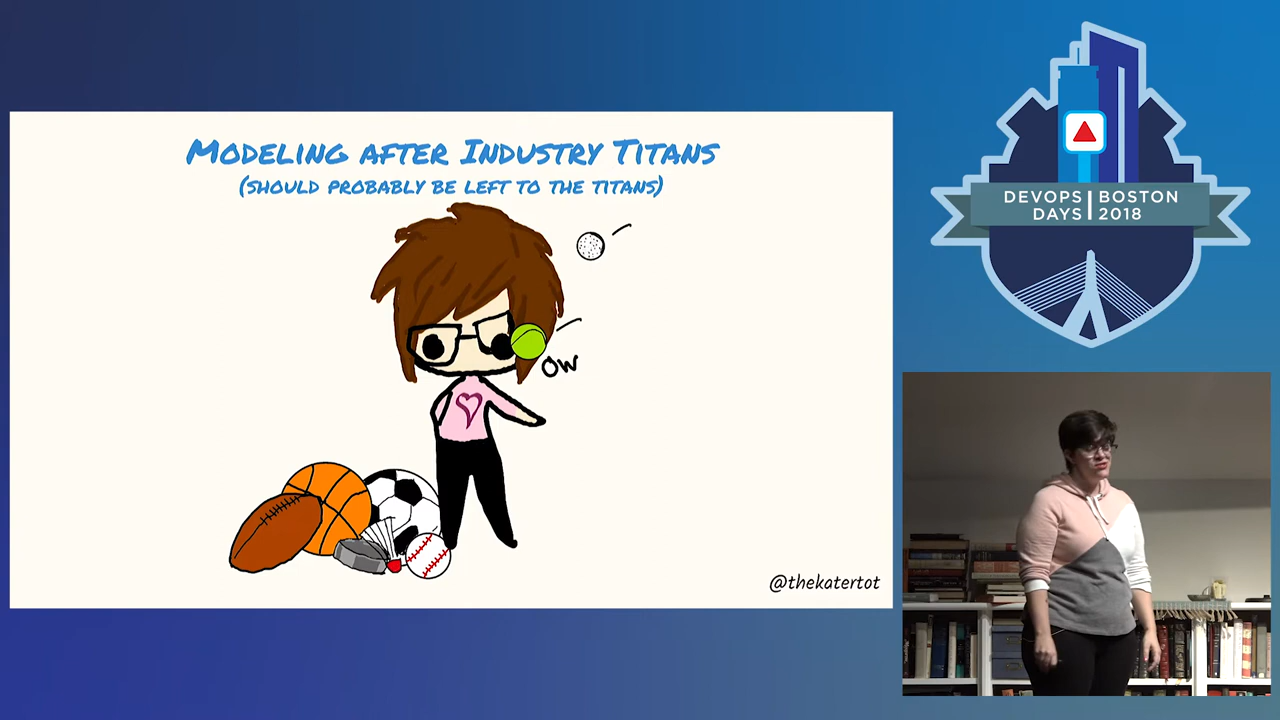 Modeling after Industry Titans
(should probably be left to the titans)
OW
@thekatertot
DEVOPS BOSTON
DAYS 2018